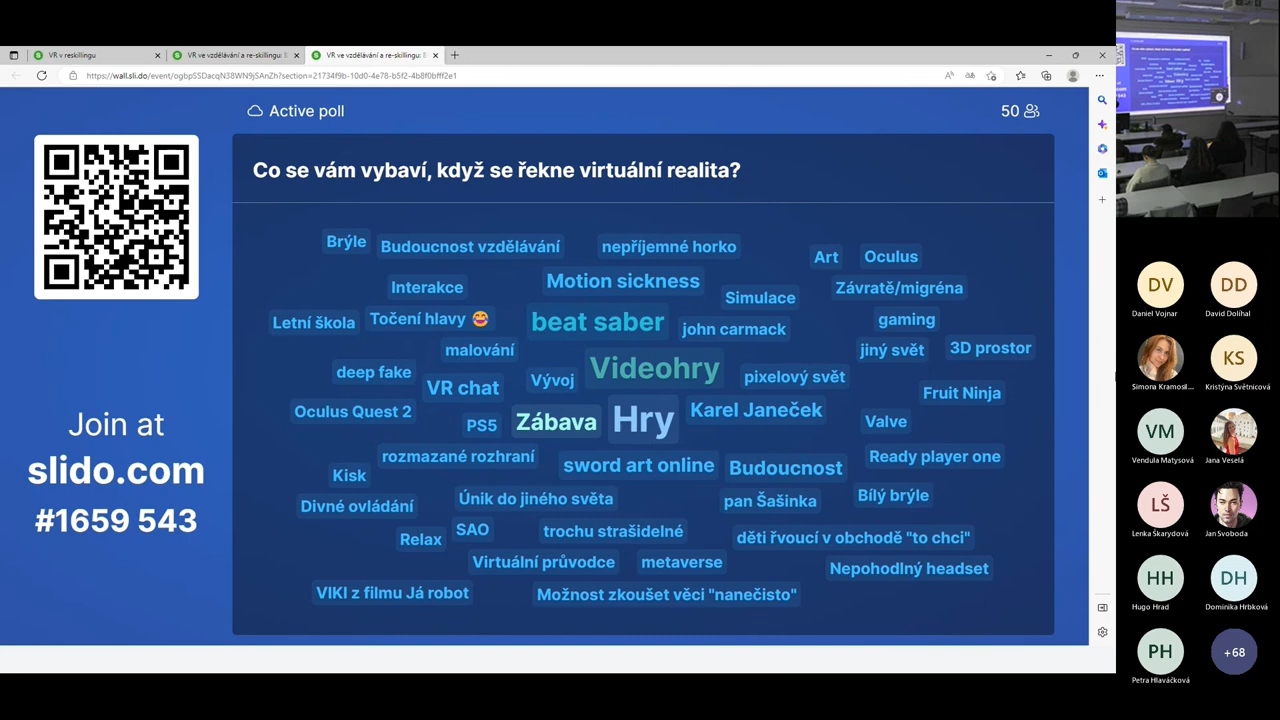 VR v reskillingu
VR ve vzdělávání a re-skillingu: E
VR ve vzdělávání a re-skillingu: E
https://wall.sli.do/event/ogbpSSDacqN38WN9jSAnZh?section=21734f9b-10d0-4e78-b5f2-4b8f0bfff26f
Active poll
50
Co se vám vybaví, když se řekne virtuální realita?
Brýle
Budoucnost vzdělávání
nepříjemné horko
Art
Oculus
Interakce
Motion sickness
Simulace
Závratě/migréna
Letní škola
Točení hlavy 😂
beat saber
john carmack
gaming
malování
jiný svět
3D prostor
deep fake
VR chat
Vývoj
Videohry
pixelový svět
Fruit Ninja
Oculus Quest 2
PS5
Zábava
Hry
Karel Janeček
Valve
rozmazané rozhraní
Kisk
sword art online
Budoucnost
Ready player one
Divné ovládání
Únik do jiného světa
pan Šašinka
Bílý brýle
Relax
SAO
trochu strašidelné
děti řvoucí v obchodě "to chci"
Virtuální průvodce
metaverse
Nepohodlný headset
VIKI z filmu Já robot
Možnost zkoušet věci "nanečisto"
Join at
slido.com
#1659 543
DV
Daniel Vojnar
DD
David Dolíhal
Simona Kramosil...
KS
Kristýna Světnicová
VM
Vendula Matysová
Jana Veselá
LŠ
Lenka Škarydová
Jan Svoboda
HH
Hugo Hrad
DH
Dominika Hrbková
PH
Petra Hlaváčková
+68